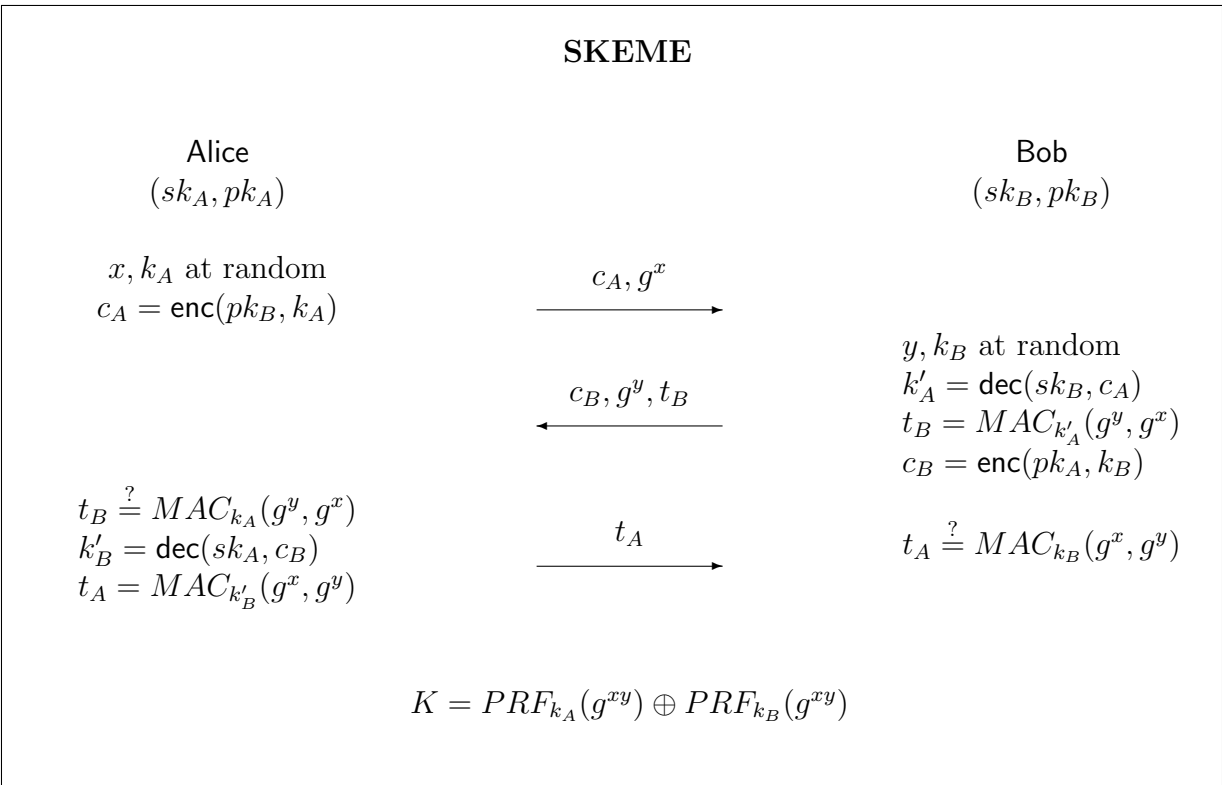 SKEME
Alice Bob
(sk_A, pk_A) (sk_B, pk_B)
x, k_A at random
c_A = enc(pk_B, k_A)
c_A, g^x
y, k_B at random
k'_A = dec(sk_B, c_A)
t_B = MAC_{k'_A}(g^y, g^x)
c_B = enc(pk_A, k_B)
c_B, g^y, t_B
t_B ≟ MAC_{k_A}(g^y, g^x)
k'_B = dec(sk_A, c_B)
t_A = MAC_{k'_B}(g^x, g^y)
t_A
t_A ≟ MAC_{k_B}(g^x, g^y)
K = PRF_{k_A}(g^{xy}) ⊕ PRF_{k_B}(g^{xy})